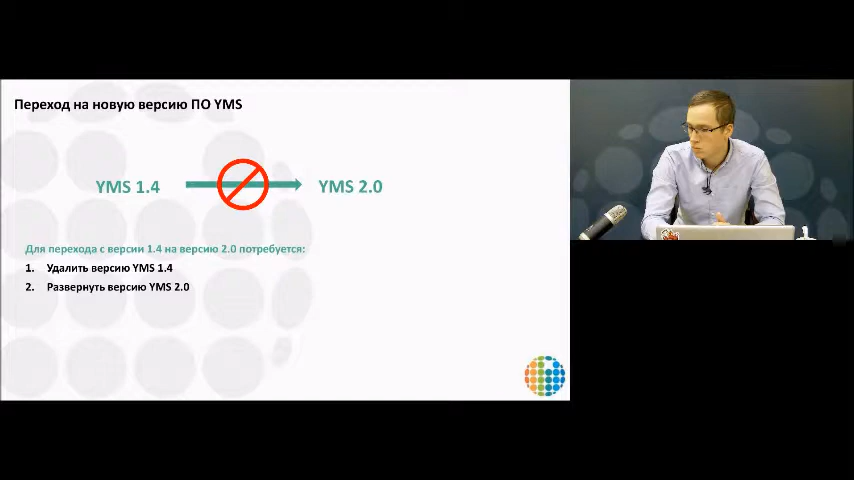 Переход на новую версию ПО YMS
YMS 1.4
YMS 2.0
Для перехода с версии 1.4 на версию 2.0 потребуется:
1. Удалить версию YMS 1.4
2. Развернуть версию YMS 2.0